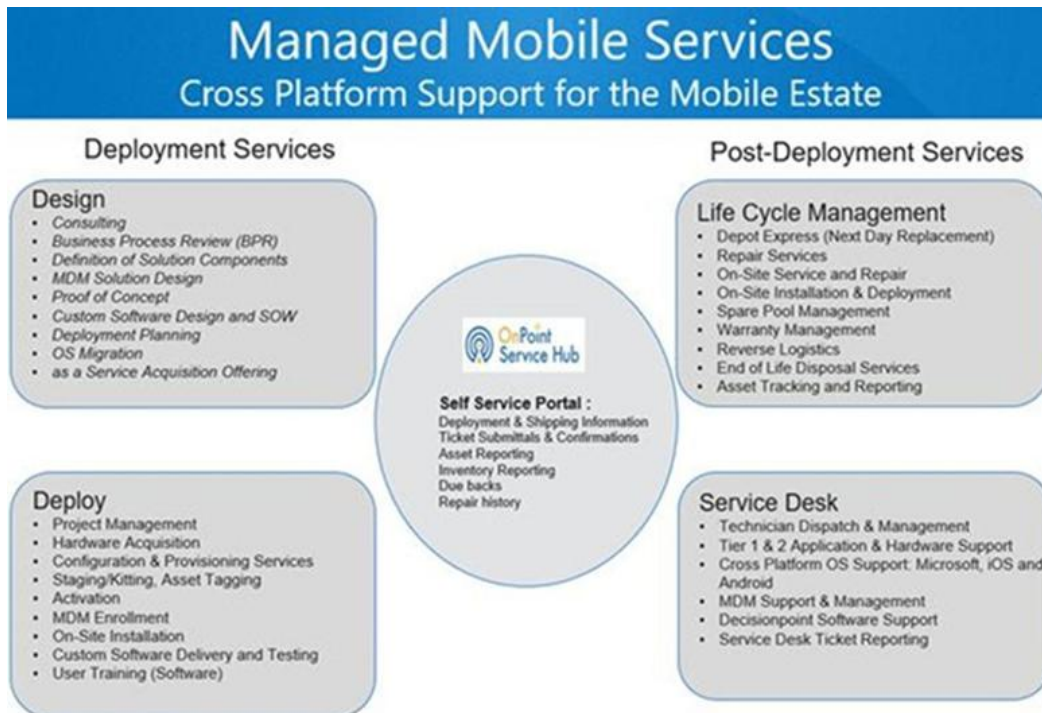 Managed Mobile Services
Cross Platform Support for the Mobile Estate
Deployment Services
Design
• Consulting
• Business Process Review (BPR)
• Definition of Solution Components
• MDM Solution Design
• Proof of Concept
• Custom Software Design and SOW
• Deployment Planning
• OS Migration
• as a Service Acquisition Offering
Deploy
• Project Management
• Hardware Acquisition
• Configuration & Provisioning Services
• Staging/Kitting, Asset Tagging
• Activation
• MDM Enrollment
• On-Site Installation
• Custom Software Delivery and Testing
• User Training (Software)
OnPoint
Service Hub
Self Service Portal :
Deployment & Shipping Information
Ticket Submittals & Confirmations
Asset Reporting
Inventory Reporting
Due backs
Repair history
Post-Deployment Services
Life Cycle Management
• Depot Express (Next Day Replacement)
• Repair Services
• On-Site Service and Repair
• On-Site Installation & Deployment
• Spare Pool Management
• Warranty Management
• Reverse Logistics
• End of Life Disposal Services
• Asset Tracking and Reporting
Service Desk
• Technician Dispatch & Management
• Tier 1 & 2 Application & Hardware Support
• Cross Platform OS Support: Microsoft, iOS and
Android
• MDM Support & Management
• Decisionpoint Software Support
• Service Desk Ticket Reporting